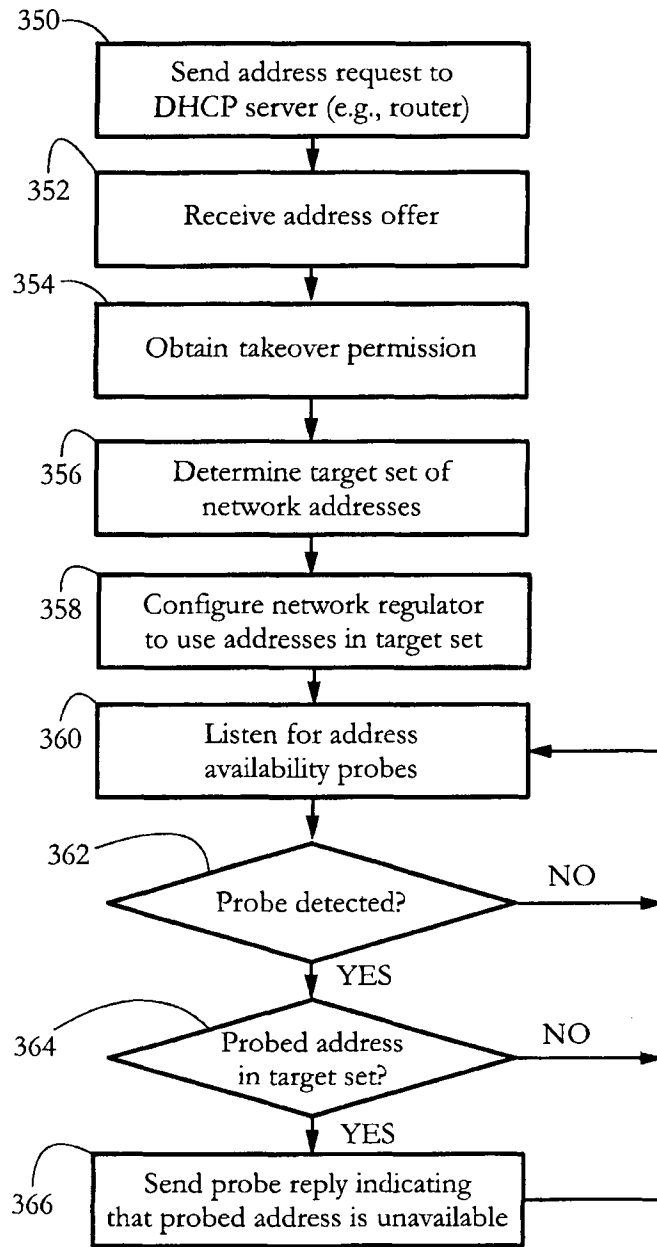 350
Send address request to
DHCP server (e.g., router)
352
Receive address offer
354
Obtain takeover permission
356
Determine target set of
network addresses
358
Configure network regulator
to use addresses in target set
360
Listen for address
availability probes
362
Probe detected?
NO
YES
364
Probed address
in target set?
NO
YES
366
Send probe reply indicating
that probed address is unavailable